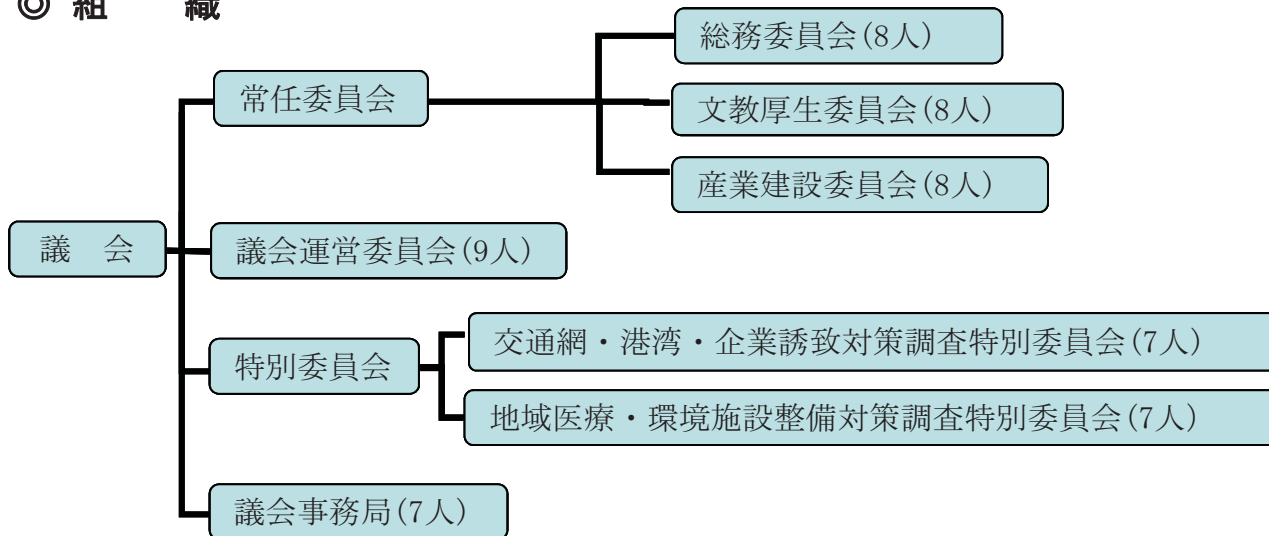 ◎ 組　織
総務委員会(8人)
常任委員会
文教厚生委員会(8人)
産業建設委員会(8人)
議　会
議会運営委員会(9人)
交通網・港湾・企業誘致対策調査特別委員会(7人)
特別委員会
地域医療・環境施設整備対策調査特別委員会(7人)
議会事務局(7人)